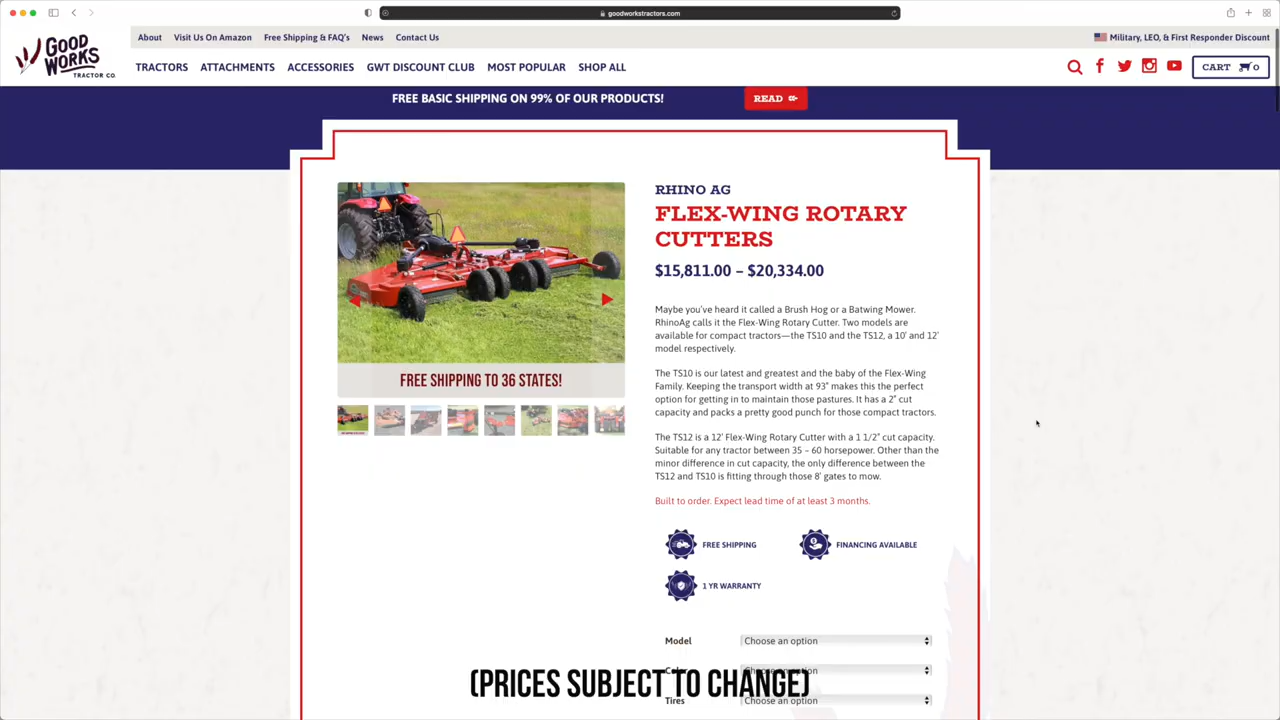 goodworkstractors.com
GOOD
WORKS
TRACTOR CO.
About Visit Us On Amazon Free Shipping & FAQ's News Contact Us
Military, LEO, & First Responder Discount
TRACTORS ATTACHMENTS ACCESSORIES GWT DISCOUNT CLUB MOST POPULAR SHOP ALL
CART 0
FREE BASIC SHIPPING ON 99% OF OUR PRODUCTS! READ
FREE SHIPPING TO 36 STATES!
RHINO AG
FLEX-WING ROTARY
CUTTERS
$15,811.00 – $20,334.00
Maybe you've heard it called a Brush Hog or a Batwing Mower.
RhinoAg calls it the Flex-Wing Rotary Cutter. Two models are
available for compact tractors—the TS10 and the TS12, a 10' and 12'
model respectively.
The TS10 is our latest and greatest and the baby of the Flex-Wing
Family. Keeping the transport width at 93" makes this the perfect
option for getting in to maintain those pastures. It has a 2" cut
capacity and packs a pretty good punch for those compact tractors.
The TS12 is a 12' Flex-Wing Rotary Cutter with a 1 1/2" cut capacity.
Suitable for any tractor between 35 – 60 horsepower. Other than the
minor difference in cut capacity, the only difference between the
TS12 and TS10 is fitting through those 8' gates to mow.
Built to order. Expect lead time of at least 3 months.
FREE SHIPPING FINANCING AVAILABLE
1 YR WARRANTY
Model Choose an option
Color Choose an option
(PRICES SUBJECT TO CHANGE)
Tires Choose an option